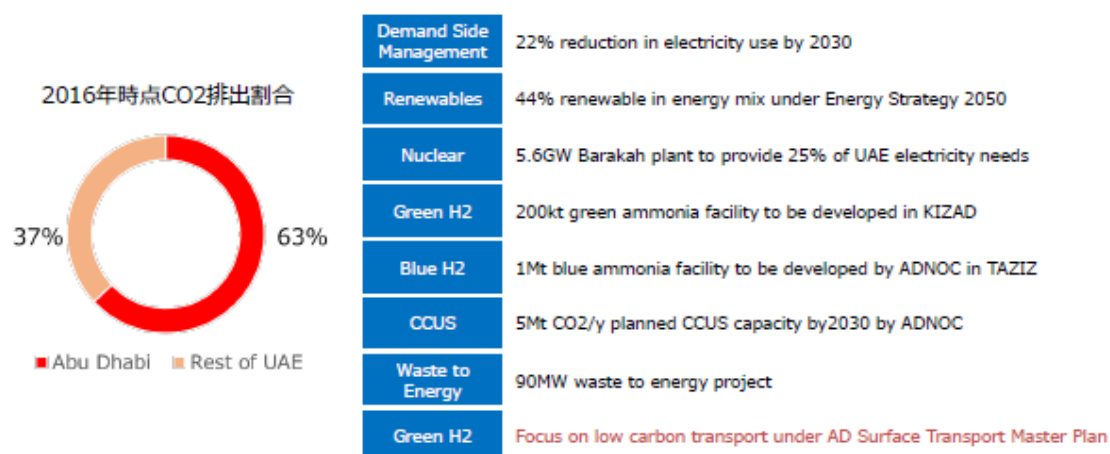 2016年時点CO2排出割合
37%
63%
Abu Dhabi
Rest of UAE
Demand Side
Management
22% reduction in electricity use by 2030
Renewables
44% renewable in energy mix under Energy Strategy 2050
Nuclear
5.6GW Barakah plant to provide 25% of UAE electricity needs
Green H2
200kt green ammonia facility to be developed in KIZAD
Blue H2
1Mt blue ammonia facility to be developed by ADNOC in TAZIZ
CCUS
5Mt CO2/y planned CCUS capacity by2030 by ADNOC
Waste to
Energy
90MW waste to energy project
Green H2
Focus on low carbon transport under AD Surface Transport Master Plan